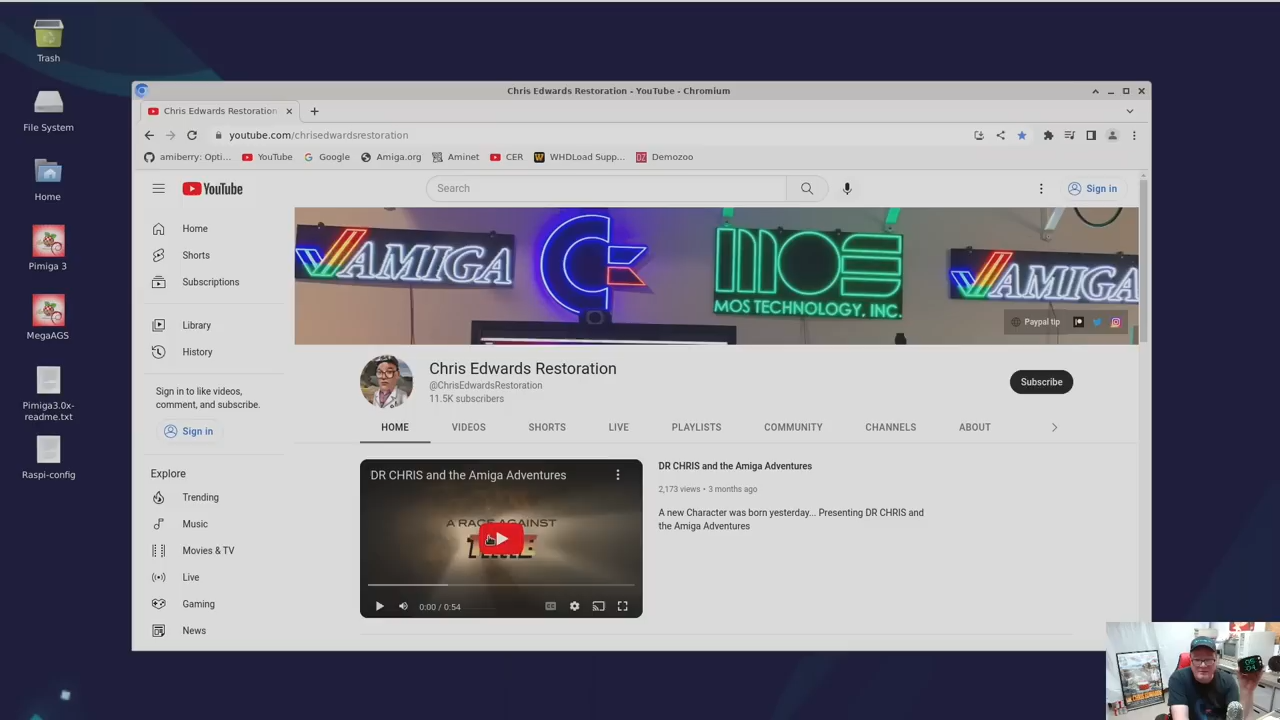 Trash
File System
Home
Pimiga 3
MegaAGS
Pimiga3.0x-
readme.txt
Raspi-config
Chris Edwards Restoration - YouTube - Chromium
Chris Edwards Restoration
youtube.com/chrisedwardsrestoration
amiberry: Opti...
YouTube
Google
Amiga.org
Aminet
CER
WHDLoad Supp...
Demozoo
YouTube
Search
Sign in
Home
Shorts
Subscriptions
Library
History
Sign in to like videos,
comment, and subscribe.
Sign in
Explore
Trending
Music
Movies & TV
Live
Gaming
News
AMIGA
MOS
MOS TECHNOLOGY, INC.
AMIGA
Paypal tip
Chris Edwards Restoration
@ChrisEdwardsRestoration
11.5K subscribers
Subscribe
HOME
VIDEOS
SHORTS
LIVE
PLAYLISTS
COMMUNITY
CHANNELS
ABOUT
DR CHRIS and the Amiga Adventures
A RACE AGAINST
0:00 / 0:54
DR CHRIS and the Amiga Adventures
2,173 views • 3 months ago
A new Character was born yesterday... Presenting DR CHRIS and
the Amiga Adventures